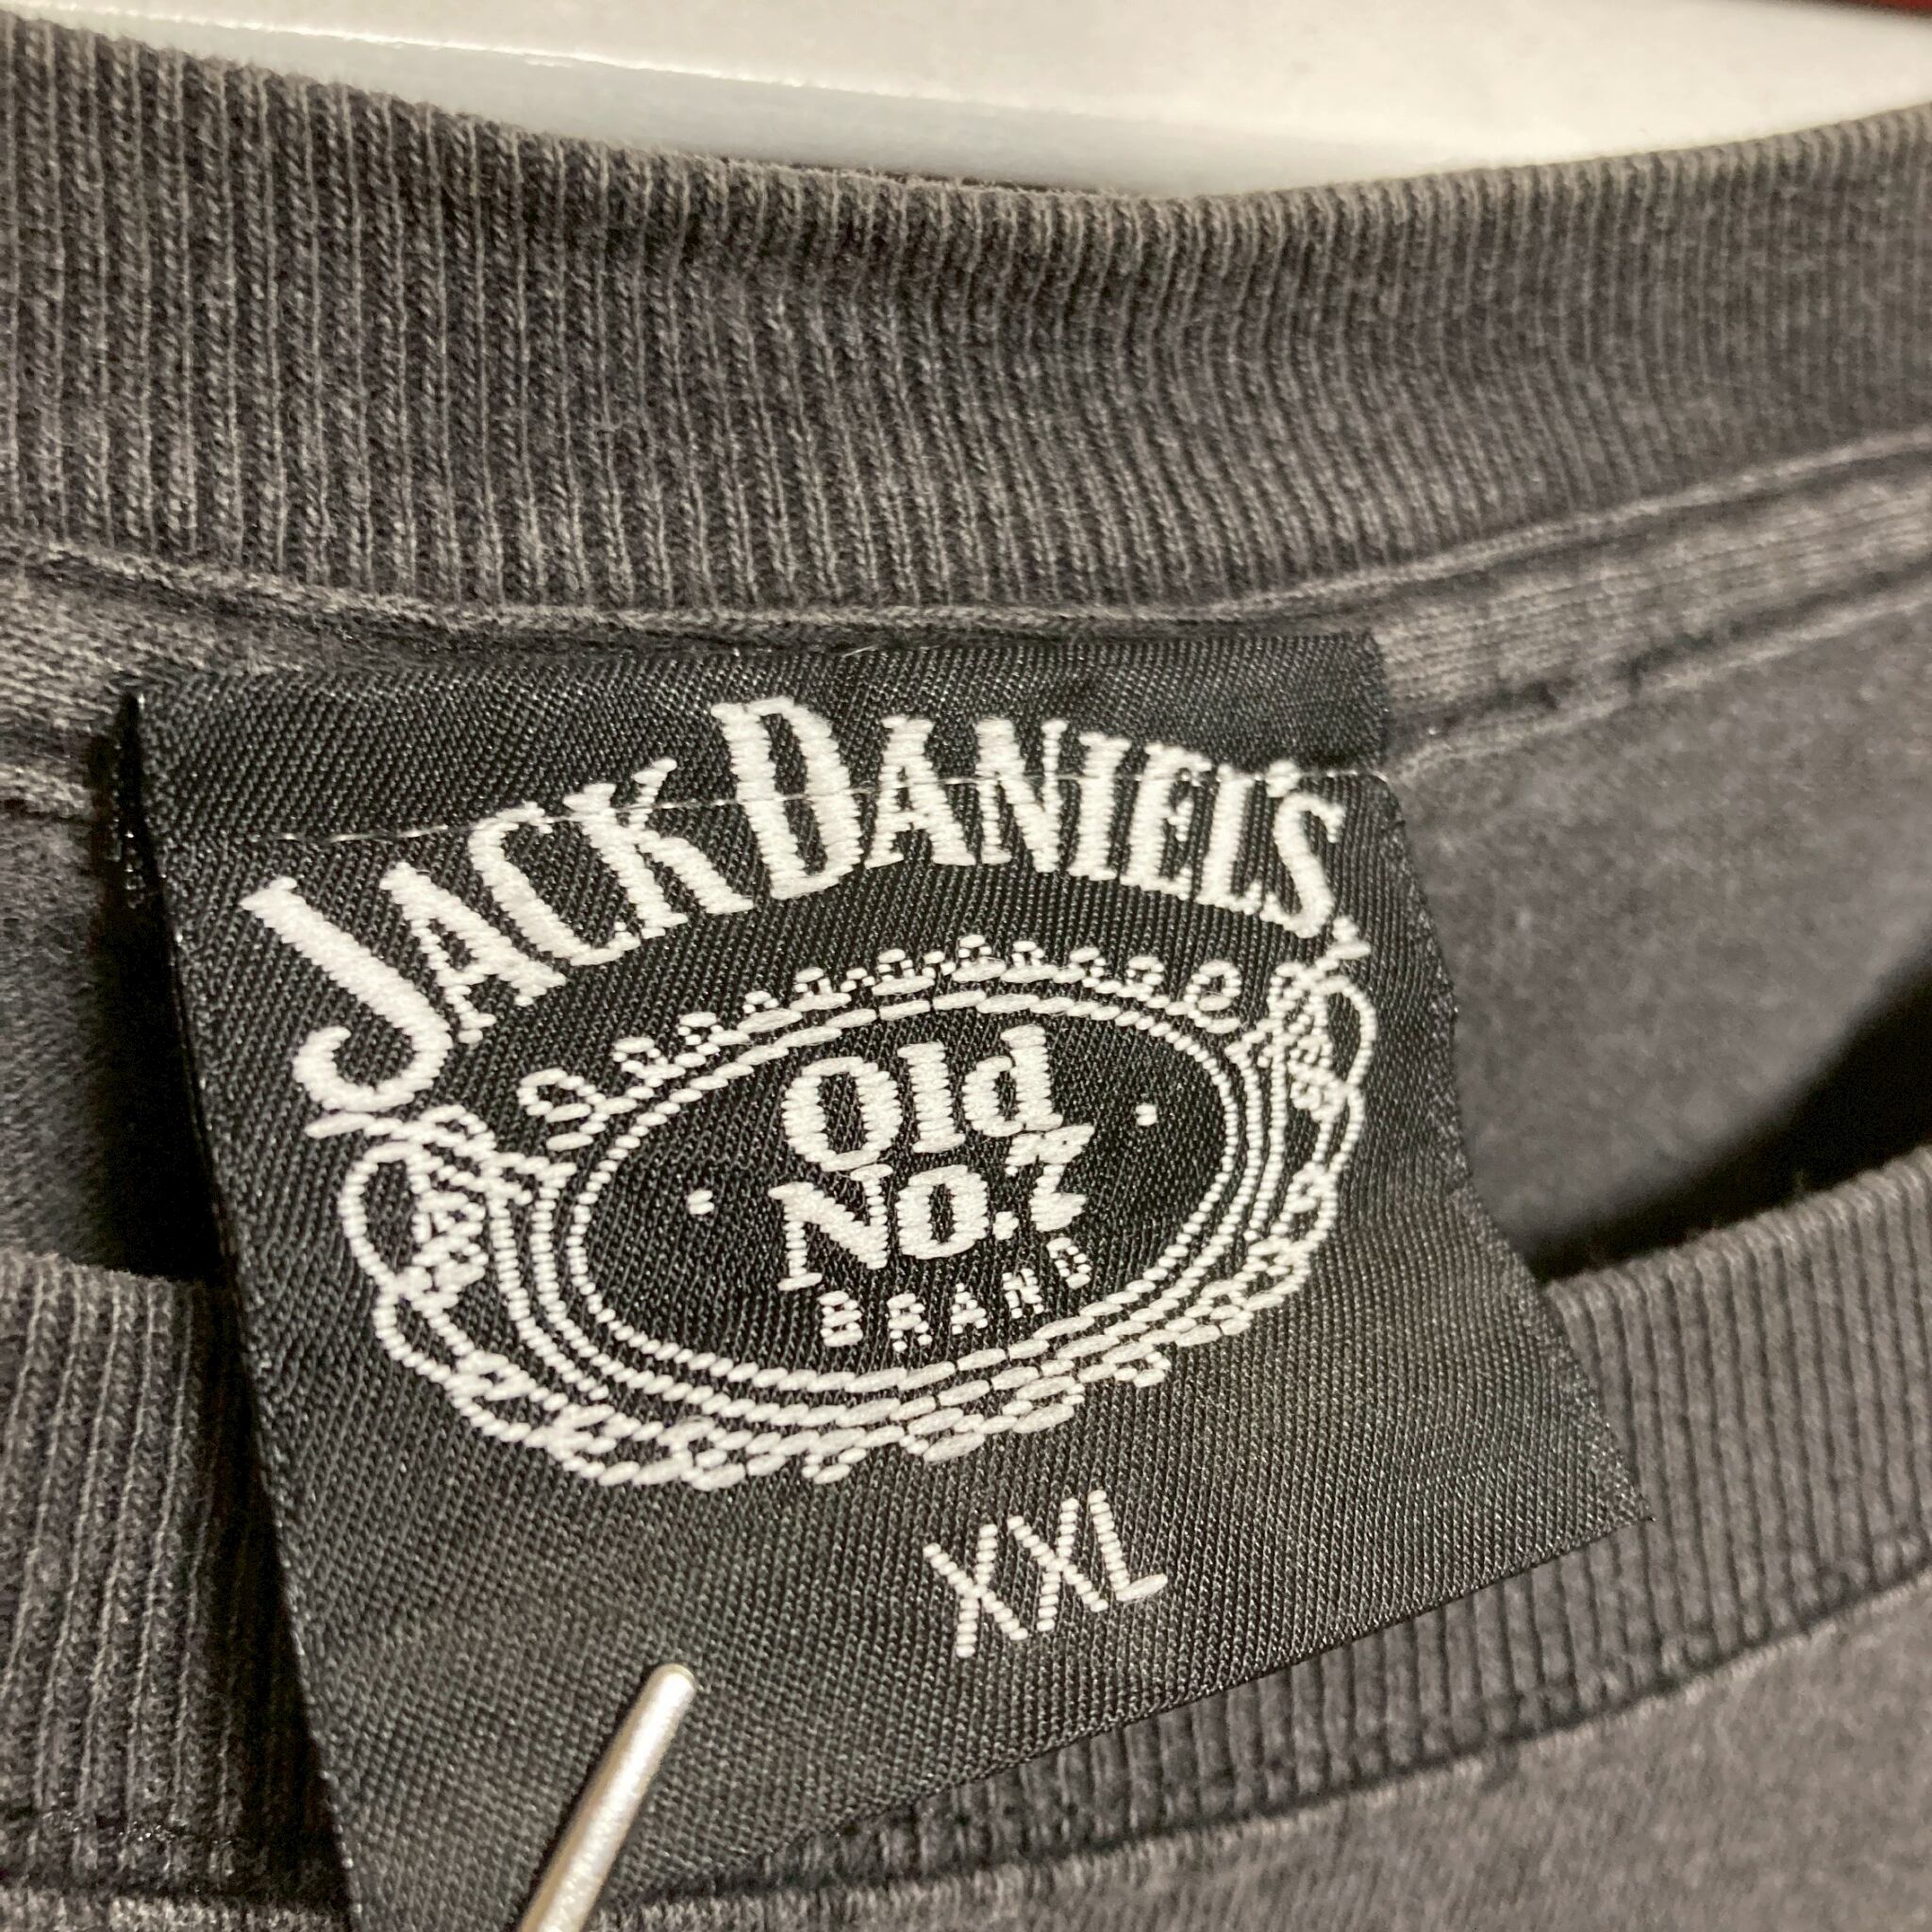 JACK DANIEL'S
Old
No.7
BRAND
XXL